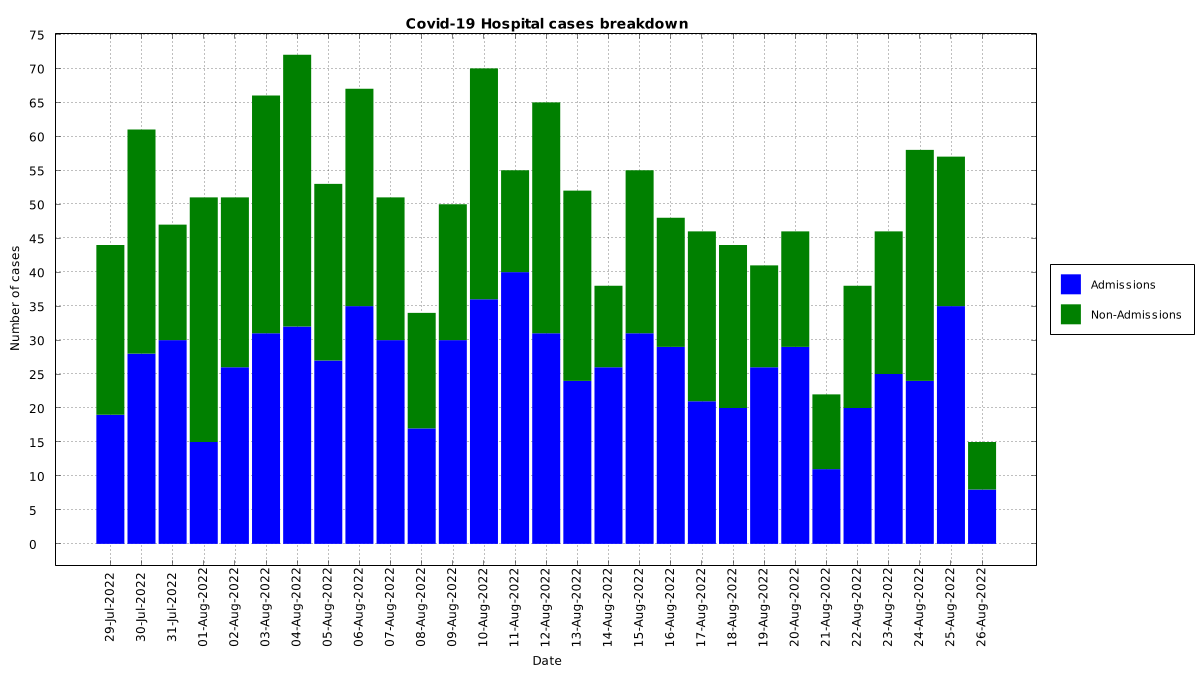 Covid-19 Hospital cases breakdown
75
70
65
60
55
50
45
40
35
30
25
20
15
10
5
0
Number of cases
29-Jul-2022
30-Jul-2022
31-Jul-2022
01-Aug-2022
02-Aug-2022
03-Aug-2022
04-Aug-2022
05-Aug-2022
06-Aug-2022
07-Aug-2022
08-Aug-2022
09-Aug-2022
10-Aug-2022
11-Aug-2022
12-Aug-2022
13-Aug-2022
14-Aug-2022
15-Aug-2022
16-Aug-2022
17-Aug-2022
18-Aug-2022
19-Aug-2022
20-Aug-2022
21-Aug-2022
22-Aug-2022
23-Aug-2022
24-Aug-2022
25-Aug-2022
26-Aug-2022
Date
Admissions
Non-Admissions